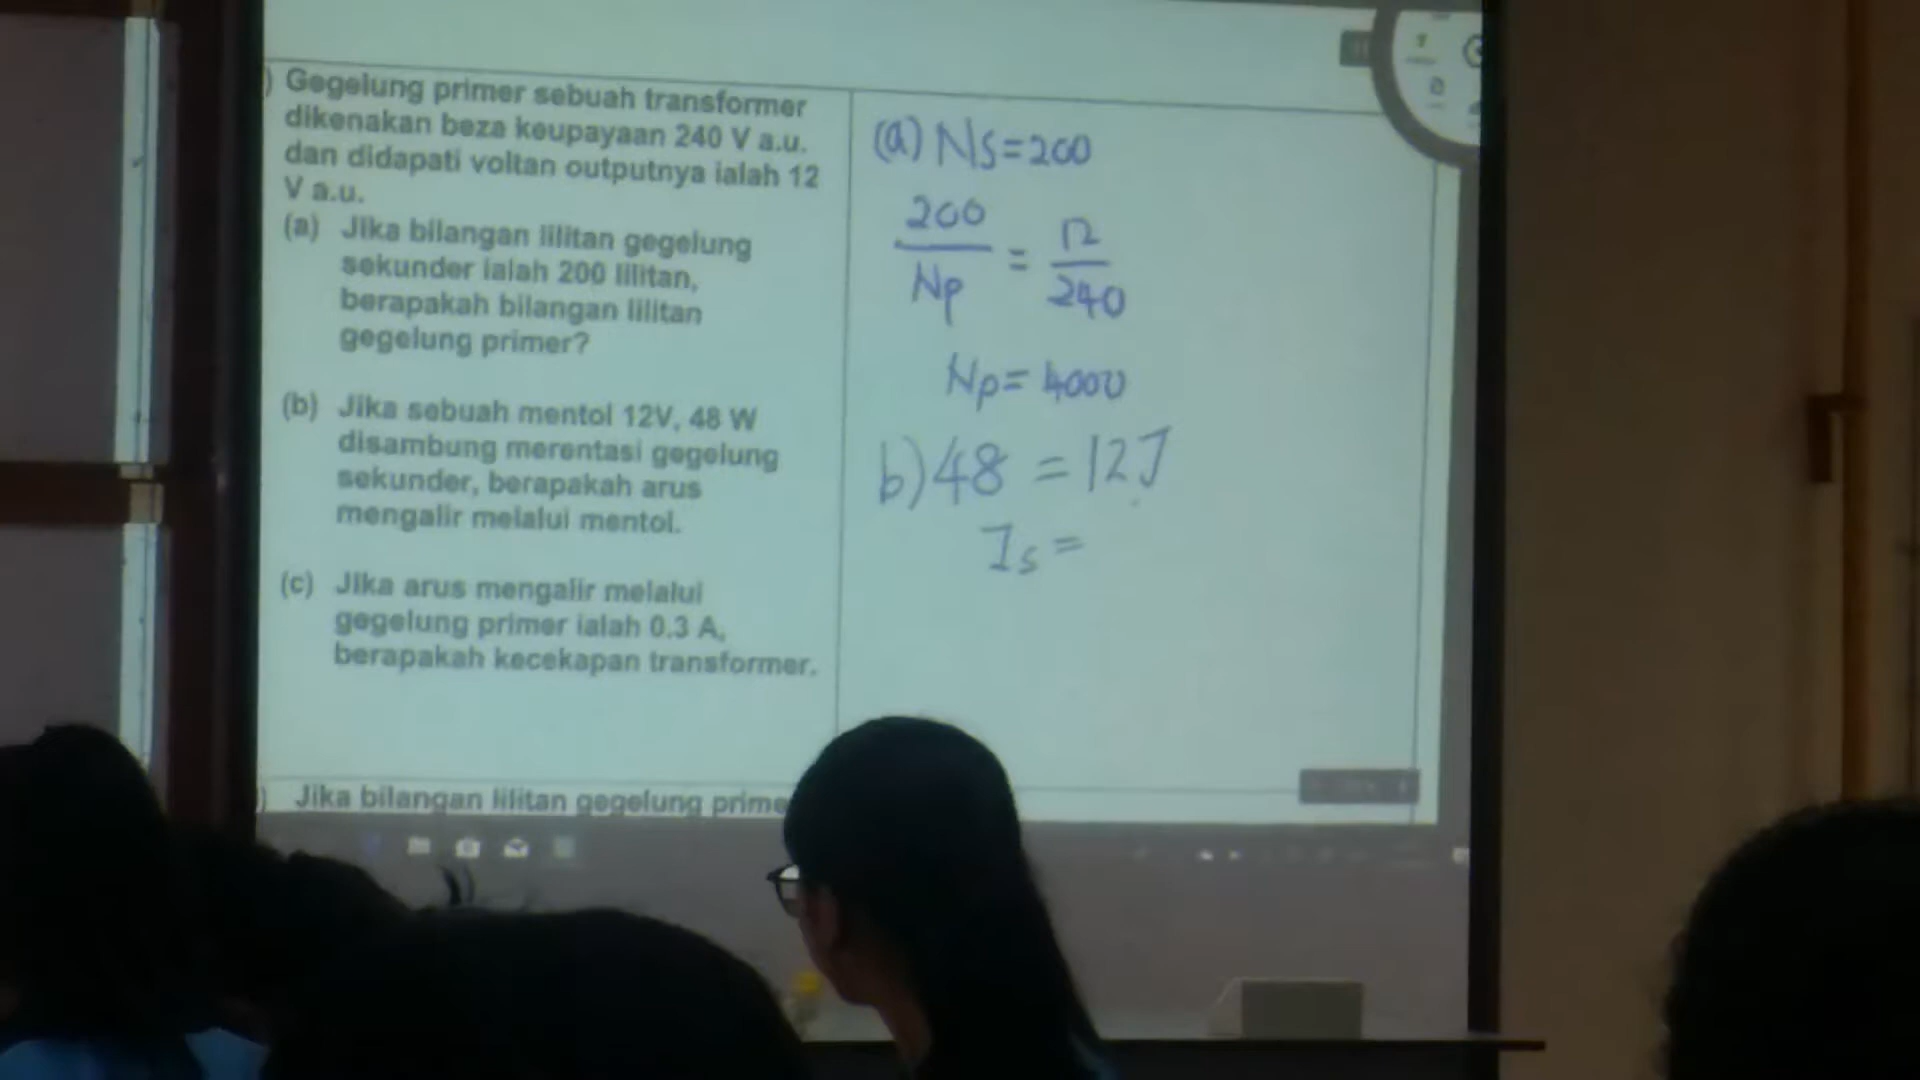 ) Gegelung primer sebuah transformer
dikenakan beza keupayaan 240 V a.u.
dan didapati voltan outputnya ialah 12
V a.u.
(a) Jika bilangan lilitan gegelung
sekunder ialah 200 lilitan,
berapakah bilangan lilitan
gegelung primer?
(b) Jika sebuah mentol 12V, 48 W
disambung merentasi gegelung
sekunder, berapakah arus
mengalir melalui mentol.
(c) Jika arus mengalir melalui
gegelung primer ialah 0.3 A,
berapakah kecekapan transformer.
) Jika bilangan lilitan gegelung prime
(a) Ns=200
200/Np = 12/240
Np= 4000
b) 48 = 12I
Is =